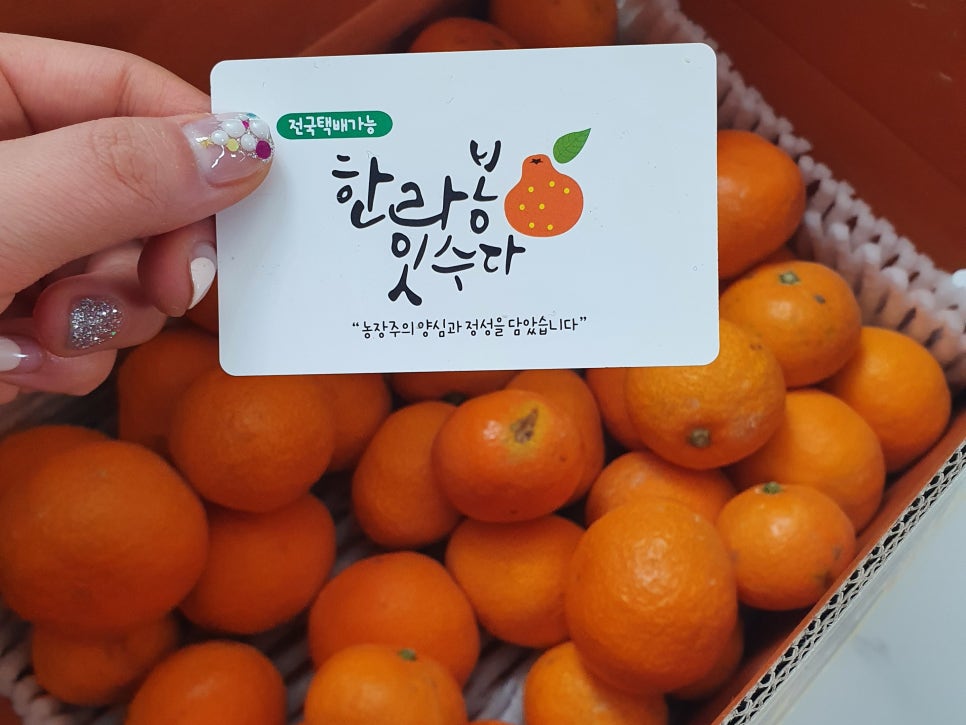 전국택배가능
한라봉
잇수다
“농장주의 양심과 정성을 담았습니다”